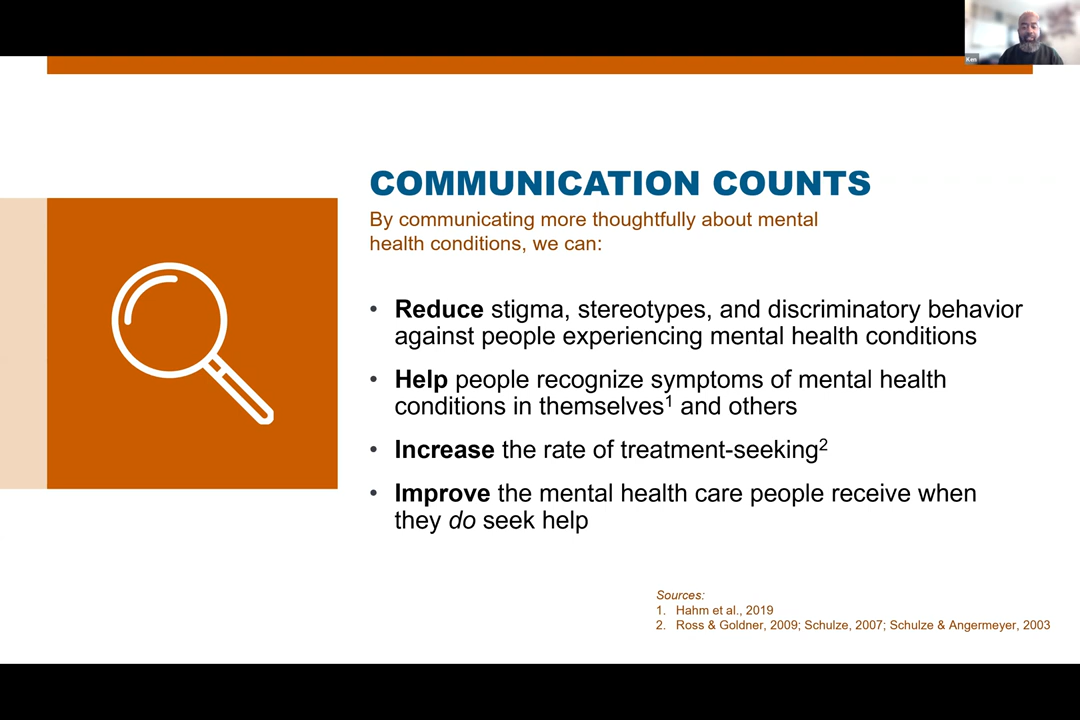 Ken
COMMUNICATION COUNTS
By communicating more thoughtfully about mental
health conditions, we can:
• Reduce stigma, stereotypes, and discriminatory behavior
against people experiencing mental health conditions
• Help people recognize symptoms of mental health
conditions in themselves¹ and others
• Increase the rate of treatment-seeking²
• Improve the mental health care people receive when
they do seek help
Sources:
1. Hahm et al., 2019
2. Ross & Goldner, 2009; Schulze, 2007; Schulze & Angermeyer, 2003